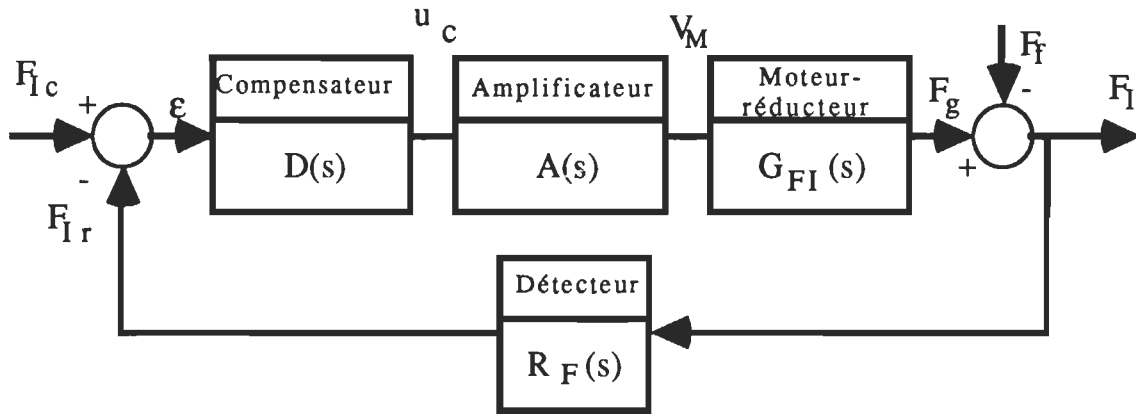 u c
V M
F f
F I c
+
ε
Compensateur
D(s)
Amplificateur
A(s)
Moteur-
réducteur
G FI (s)
F g
-
+
F I
-
F I r
Détecteur
R F (s)